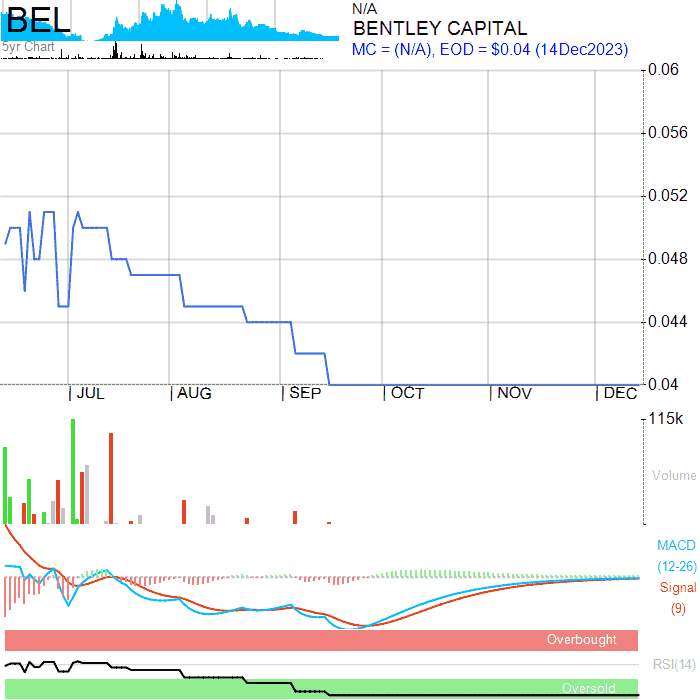 BEL
5yr Chart
N/A
BENTLEY CAPITAL
MC = (N/A), EOD = $0.04 (14Dec2023)
0.06
0.056
0.052
0.048
0.044
0.04
JUL AUG SEP OCT NOV DEC
115k
Volume
MACD
(12-26)
Signal
(9)
Overbought
RSI(14)
Oversold